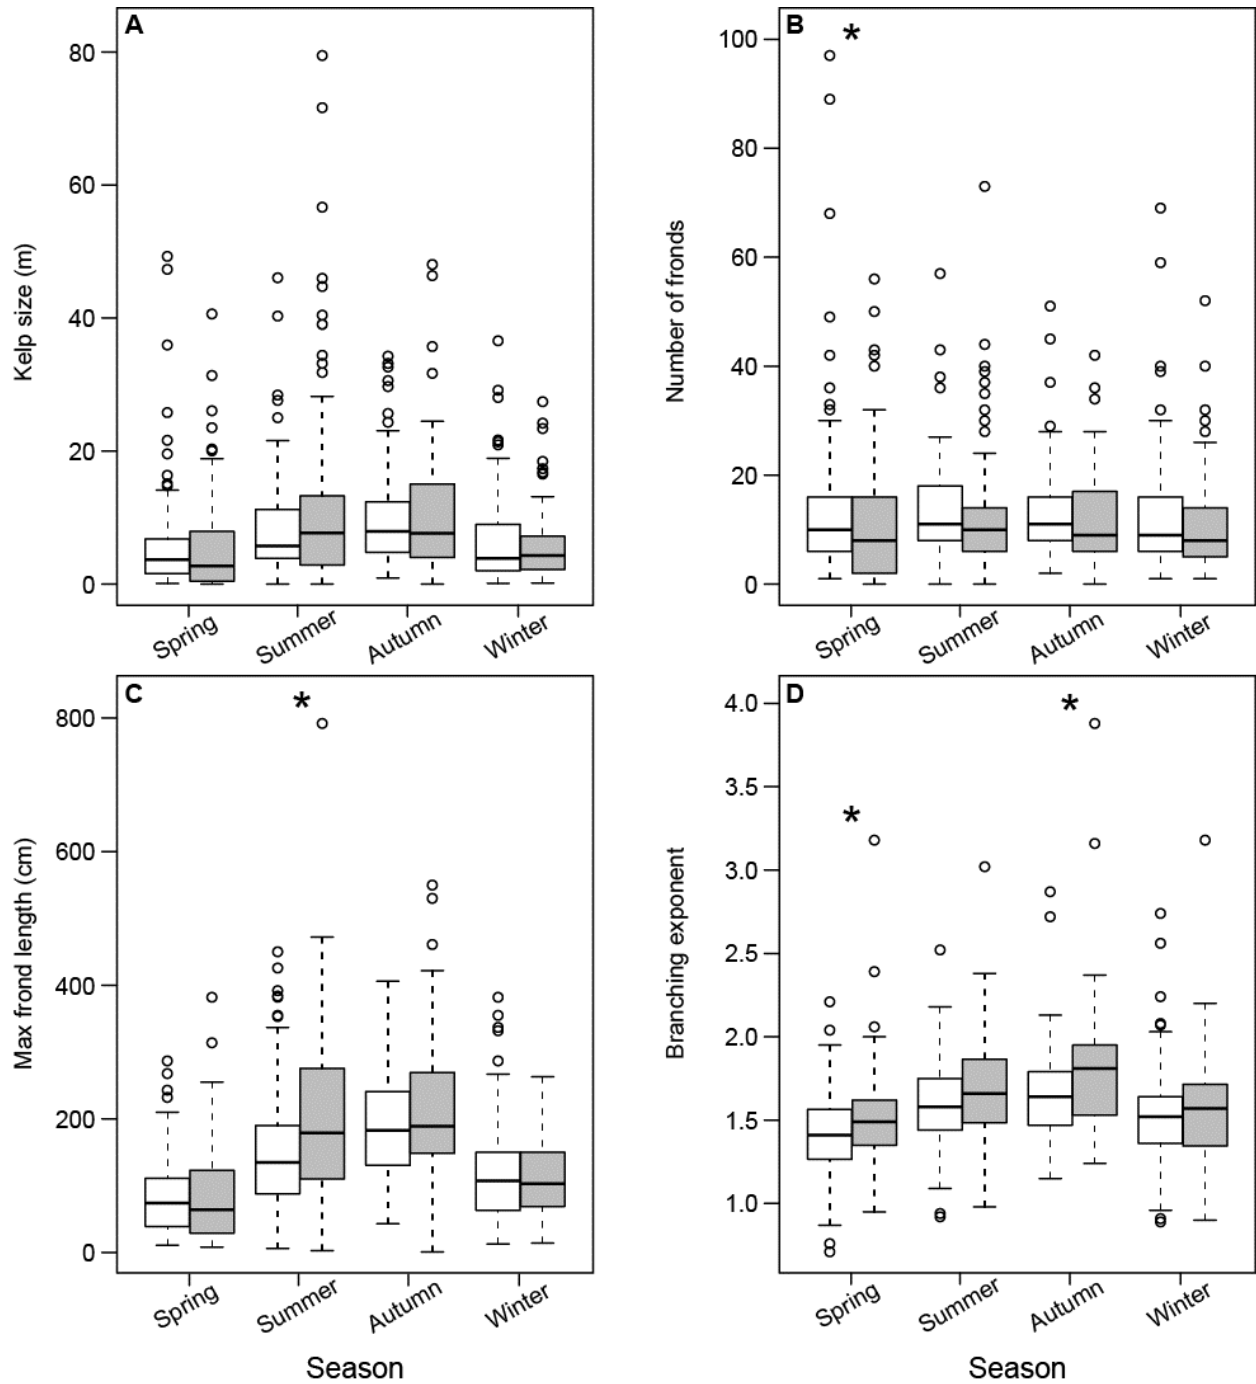 A
80
60
40
20
0
Kelp size (m)
Spring
Summer
Autumn
Winter
B
*
100
80
60
40
20
0
Number of fronds
Spring
Summer
Autumn
Winter
C
*
800
600
400
200
0
Max frond length (cm)
Spring
Summer
Autumn
Winter
Season
D
*
*
4.0
3.5
3.0
2.5
2.0
1.5
1.0
Branching exponent
Spring
Summer
Autumn
Winter
Season